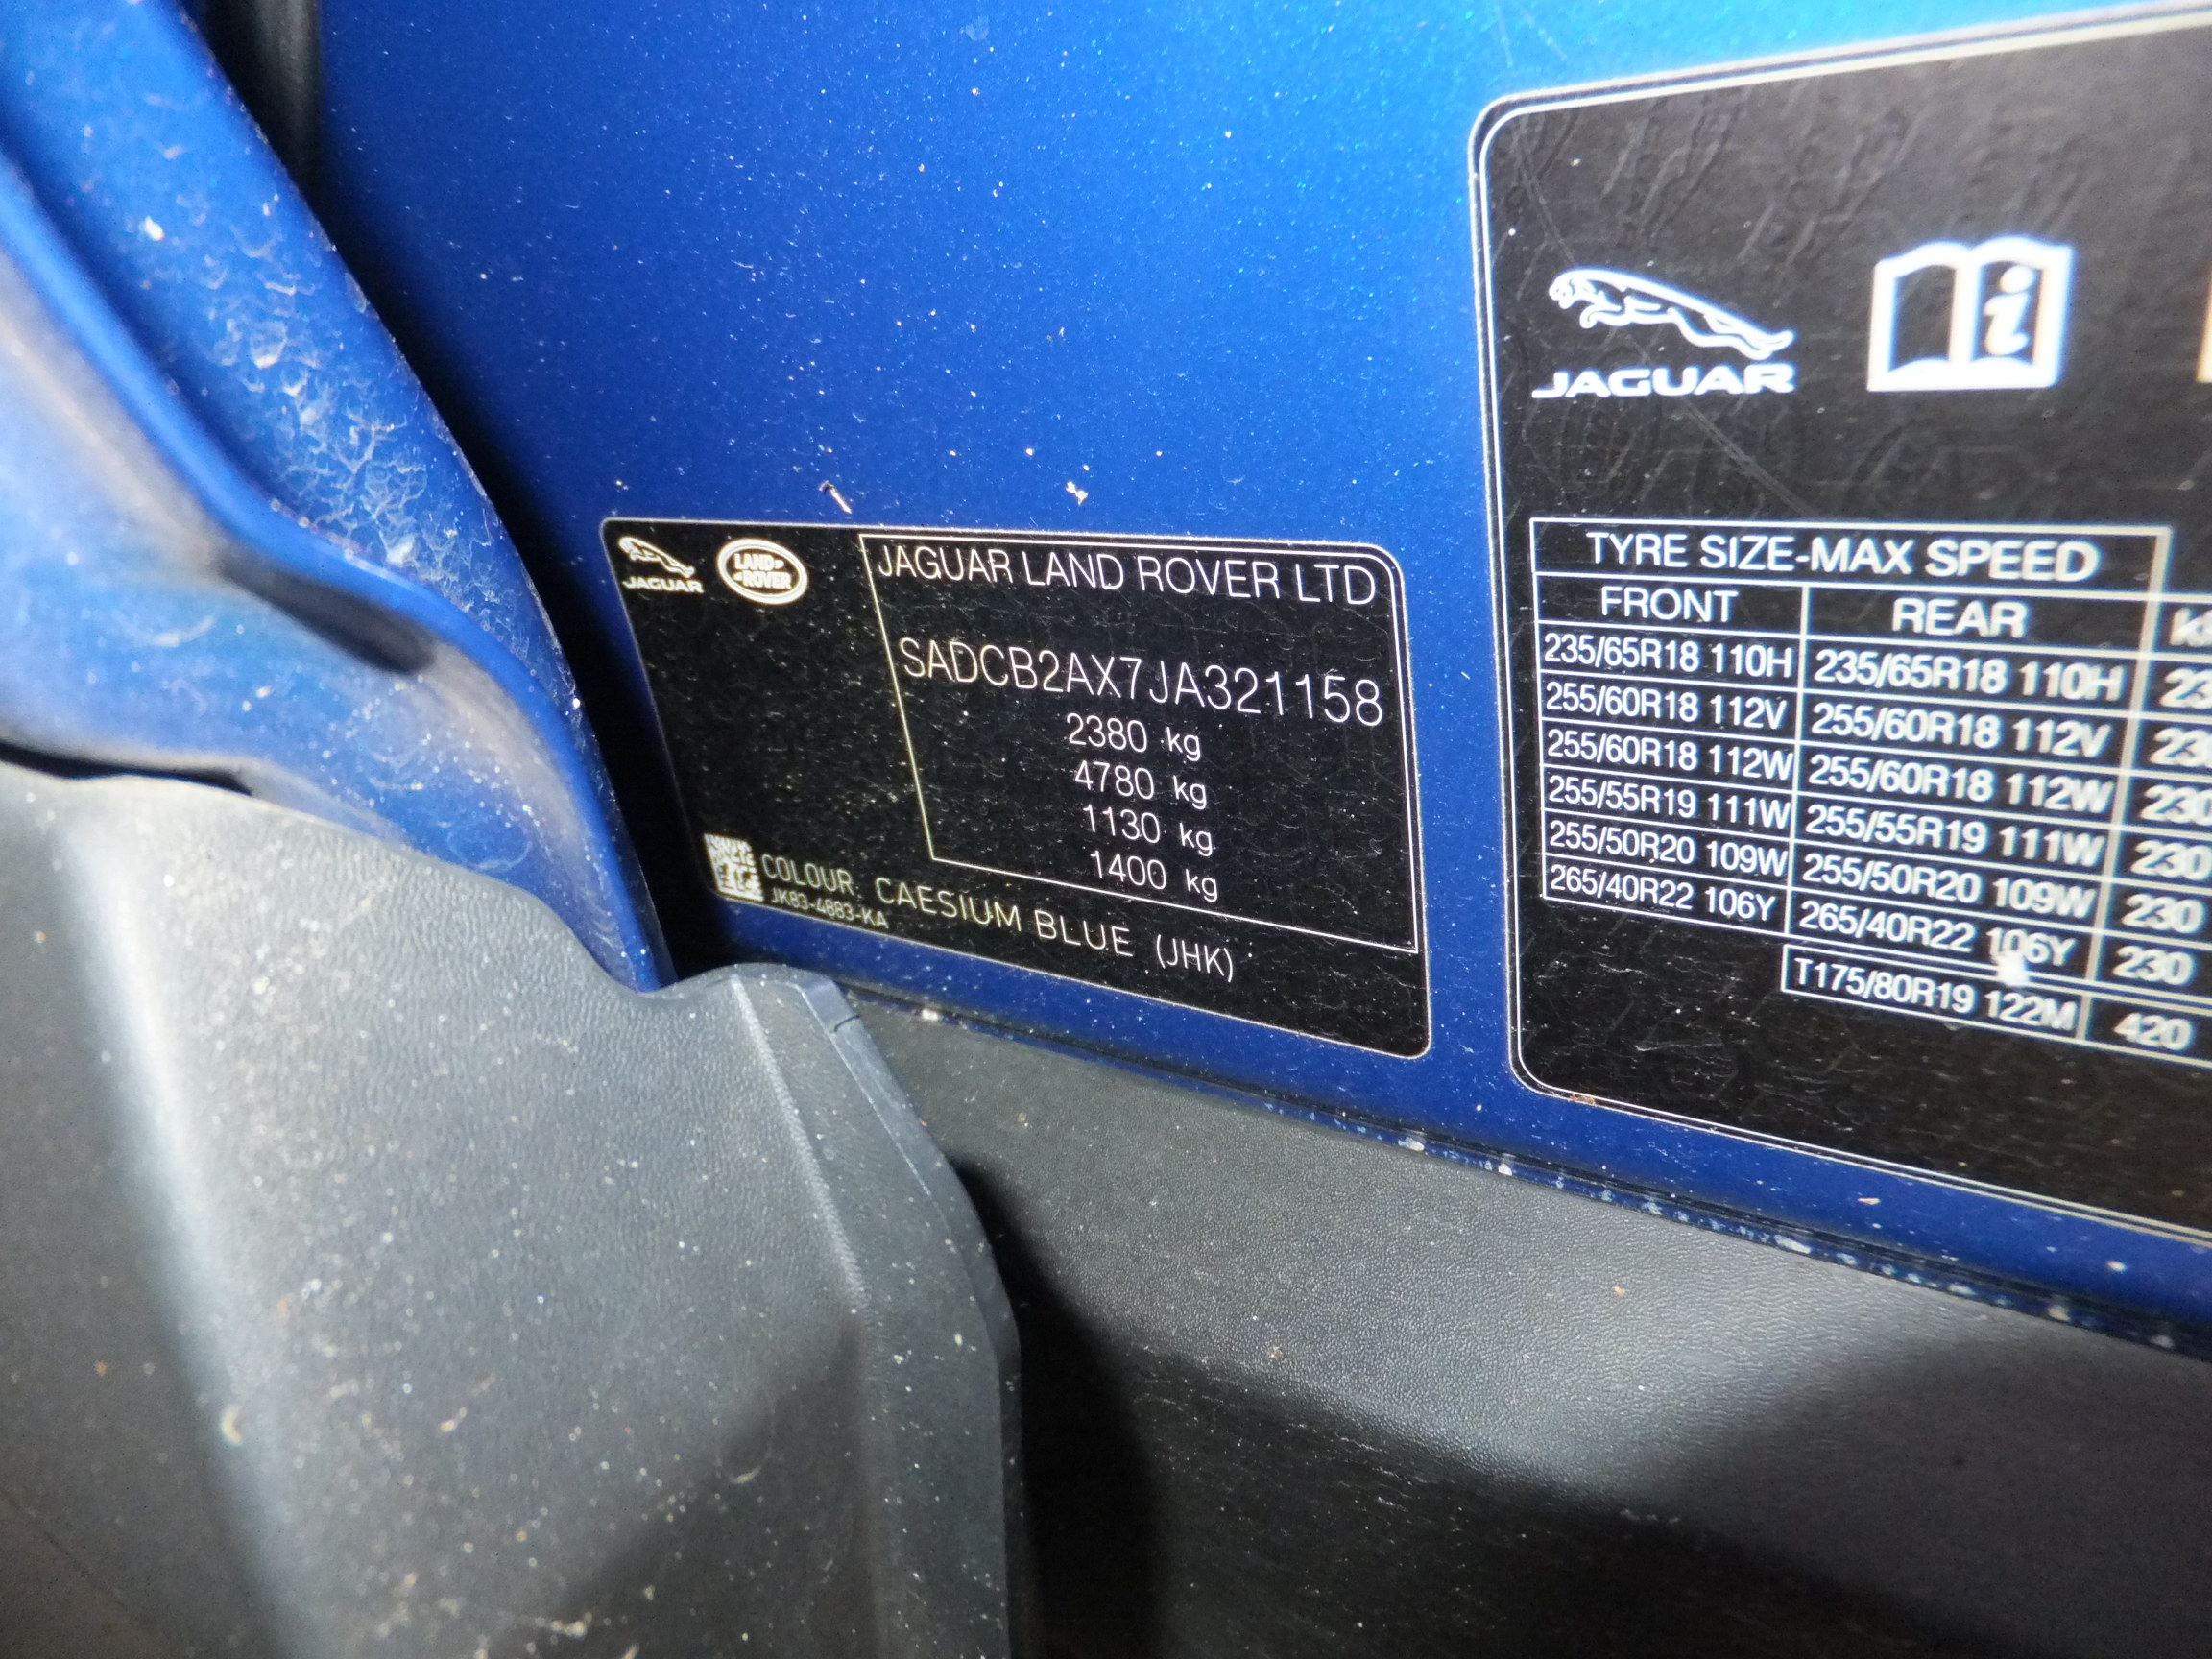 JAGUAR
LAND ROVER
JAGUAR LAND ROVER LTD
SADCB2AX7JA321158
2380 kg
4780 kg
1130 kg
1400 kg
COLOUR: CAESIUM BLUE (JHK)
JK83-4883-KA
JAGUAR
i
TYRE SIZE-MAX SPEED
FRONT REAR
235/65R18 110H 235/65R18 110H
255/60R18 112V 255/60R18 112V
255/60R18 112W 255/60R18 112W 230
255/55R19 111W 255/55R19 111W 230
255/50R20 109W 255/50R20 109W 230
265/40R22 106Y 265/40R22 106Y 230
T175/80R19 122M 420